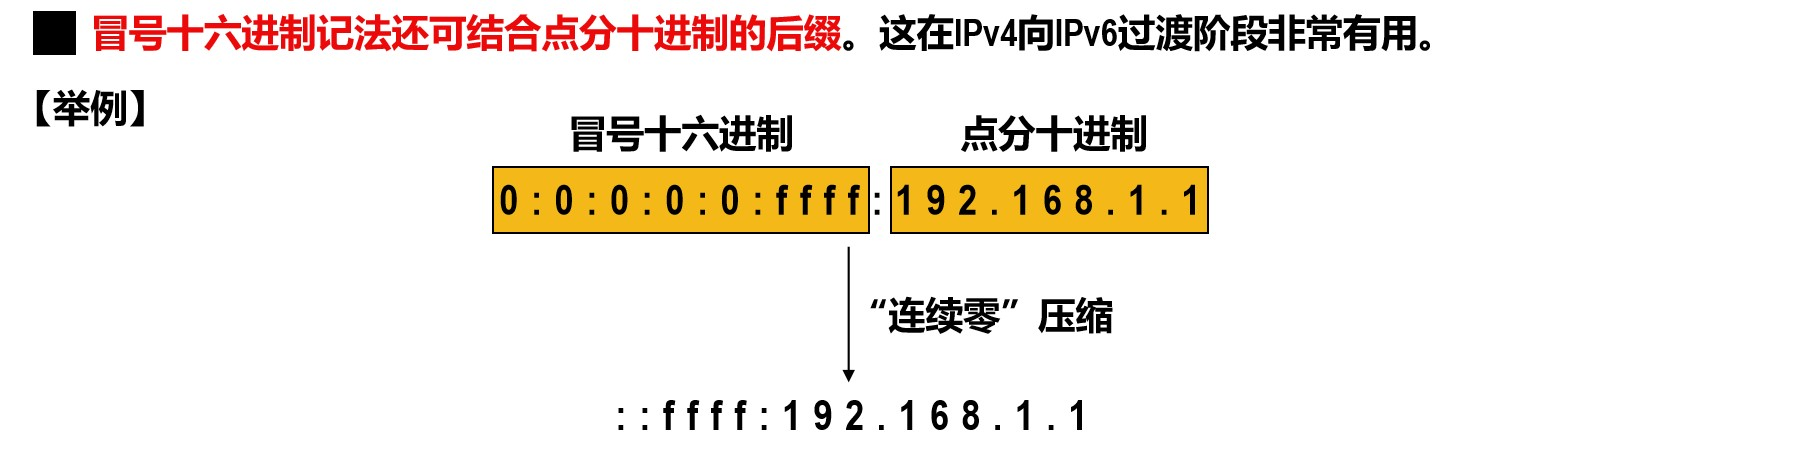 冒号十六进制记法还可结合点分十进制的后缀。这在IPv4向IPv6过渡阶段非常有用。
【举例】
冒号十六进制 点分十进制
0:0:0:0:0:ffff:192.168.1.1
“连续零”压缩
::ffff:192.168.1.1